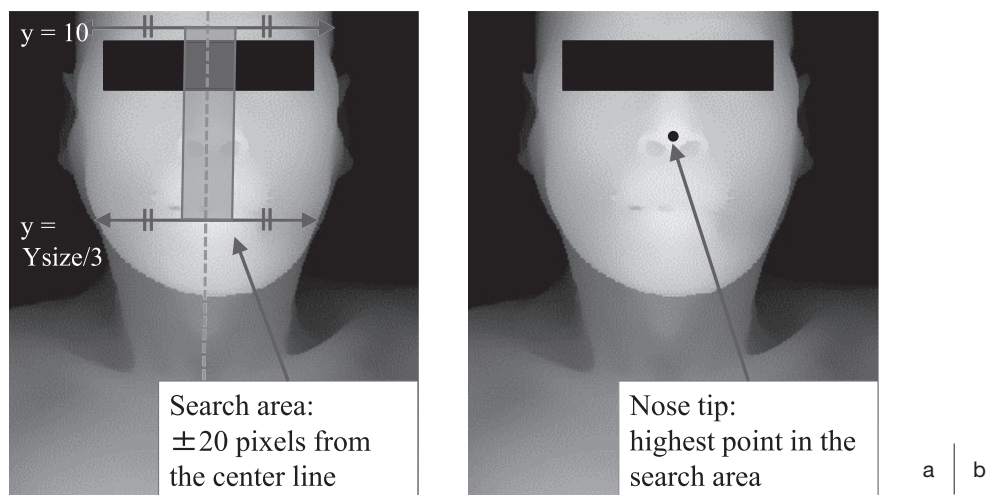 y = 10
y =
Ysize/3
Search area:
±20 pixels from
the center line
Nose tip:
highest point in the
search area
a | b